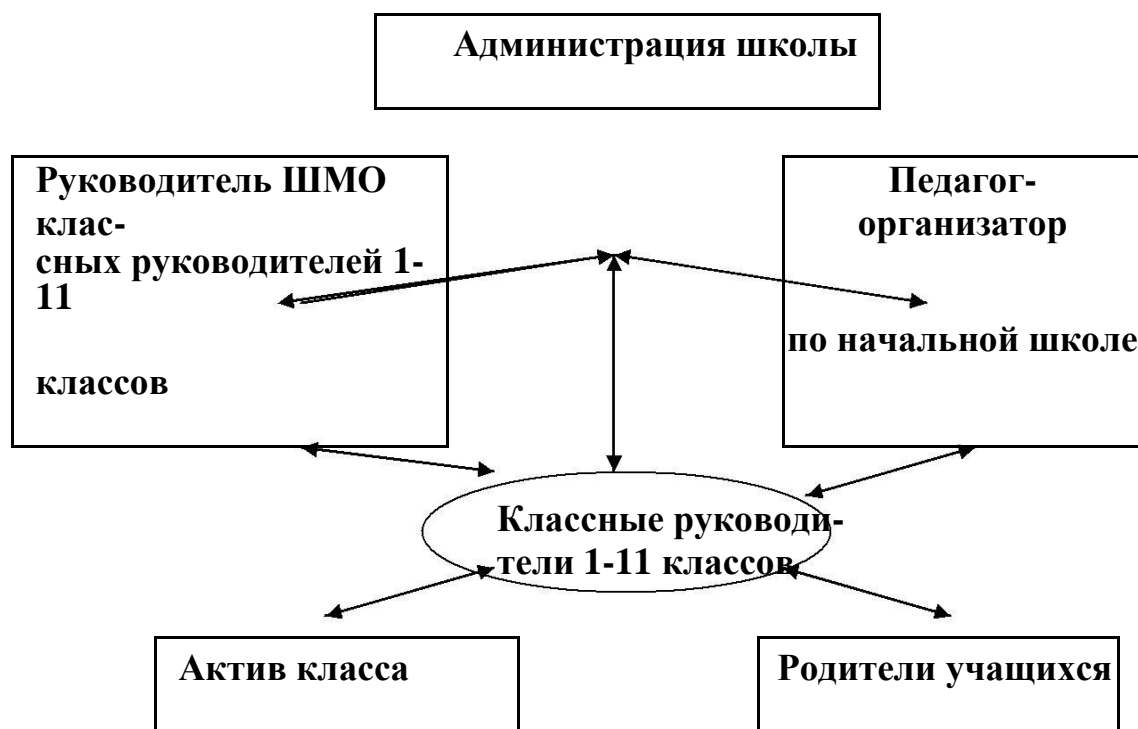 Администрация школы
Руководитель ШМО
клас-
сных руководителей 1-
11
классов
Педагог-
организатор
по начальной школе
Классные руководи-
тели 1-11 классов
Актив класса
Родители учащихся